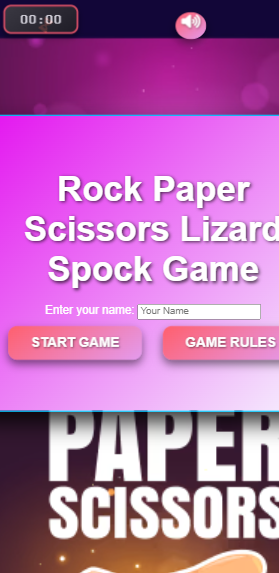 00:00
Rock Paper
Scissors Lizard
Spock Game
Enter your name: Your Name
START GAME GAME RULES
PAPER
SCISSORS